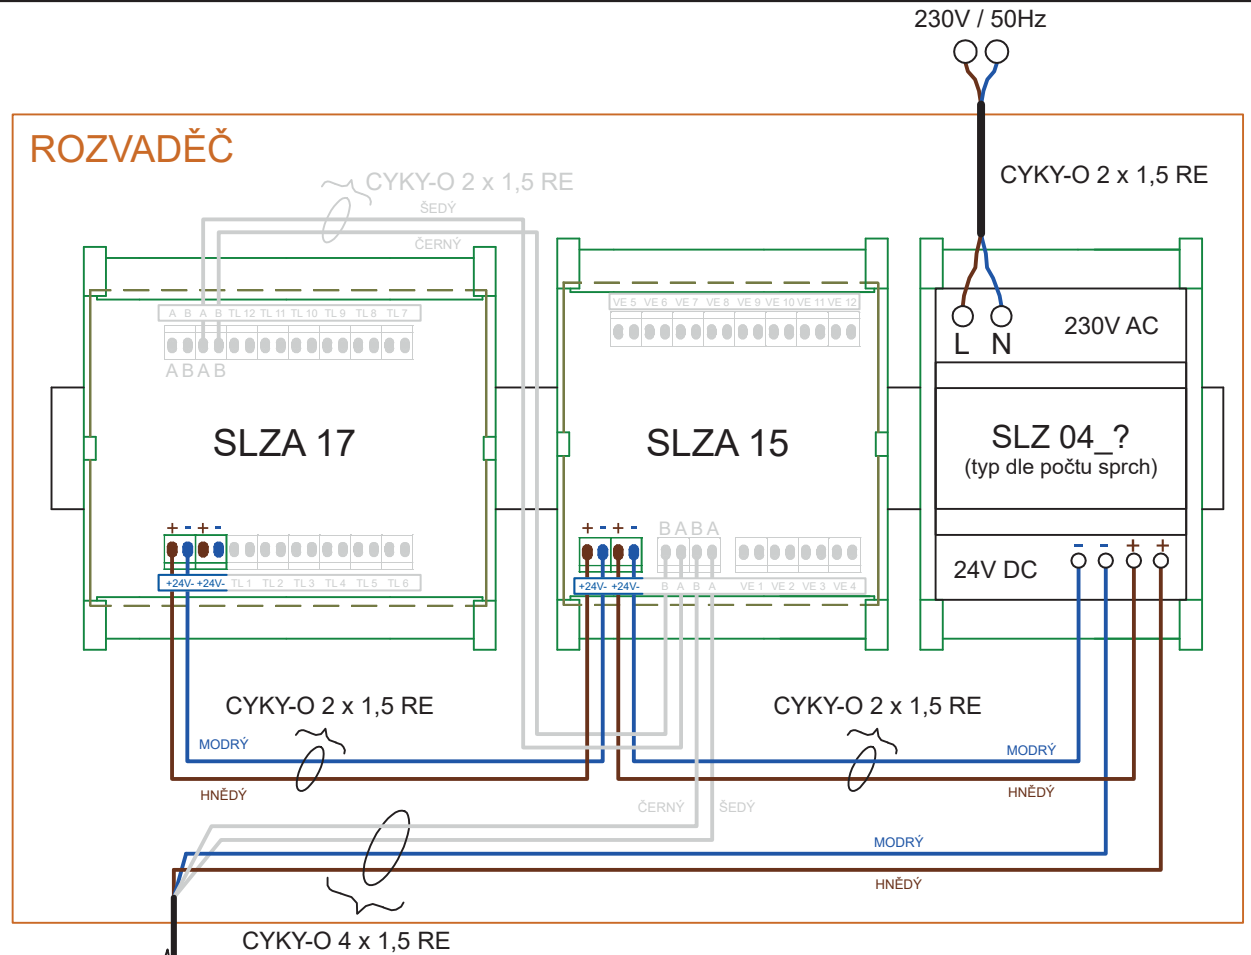 230V / 50Hz
ROZVADĚČ
CYKY-O 2 x 1,5 RE
CYKY-O 2 x 1,5 RE
ŠEDÝ
ČERNÝ
A B A B TL 12 TL 11 TL 10 TL 9 TL 8 TL 7
VE 5 VE 6 VE 7 VE 8 VE 9 VE 10 VE 11 VE 12
L N 230V AC
A B A B
SLZA 17
SLZA 15
SLZ 04_?
(typ dle počtu sprch)
+ - + -
+ - + -
B A B A
- - + +
24V DC
+24V- +24V- TL 1 TL 2 TL 3 TL 4 TL 5 TL 6
+24V- +24V- B A B A VE 1 VE 2 VE 3 VE 4
CYKY-O 2 x 1,5 RE
CYKY-O 2 x 1,5 RE
MODRÝ
MODRÝ
HNĚDÝ
HNĚDÝ
ČERNÝ ŠEDÝ
MODRÝ
HNĚDÝ
CYKY-O 4 x 1,5 RE